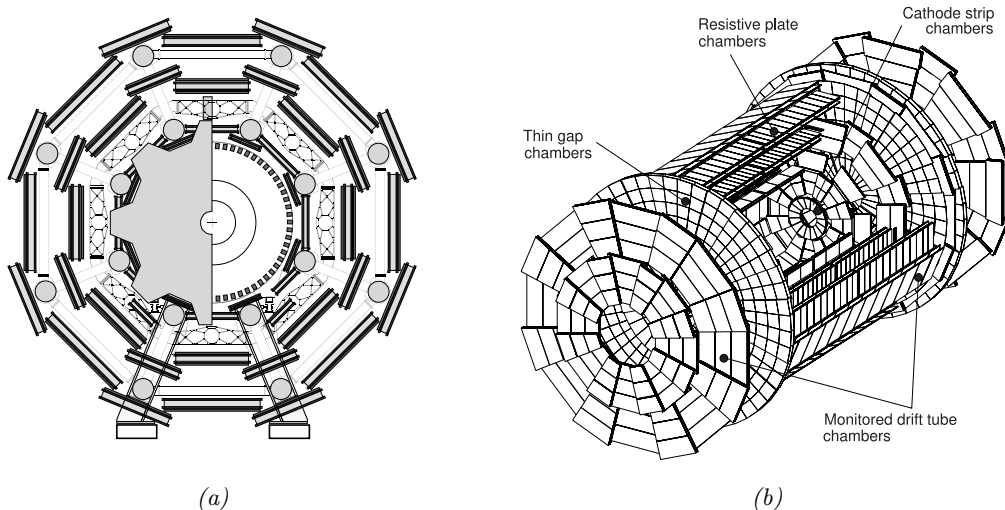 Resistive plate
chambers
Cathode strip
chambers
Thin gap
chambers
Monitored drift tube
chambers
(a)
(b)